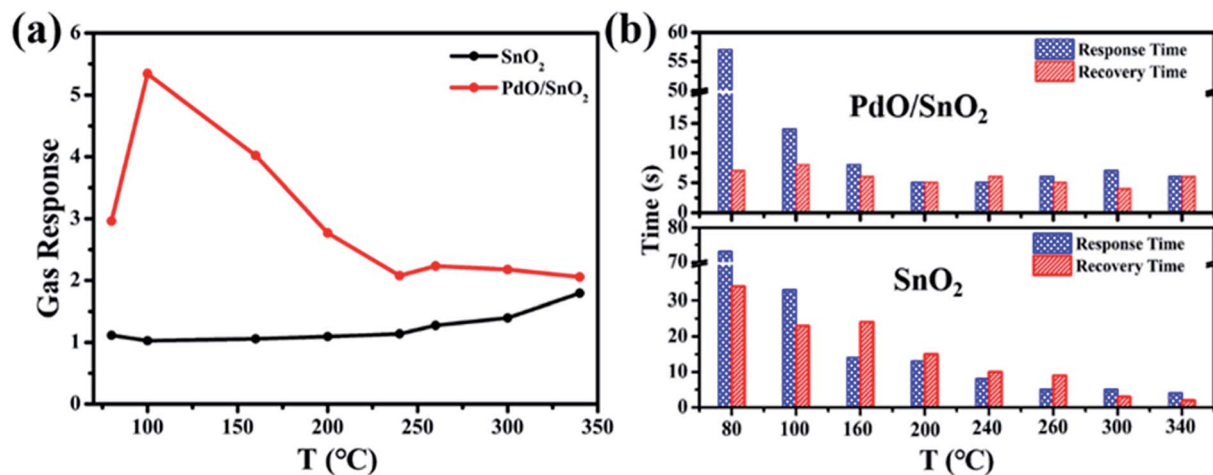 (a)
6
5
4
3
2
1
0
Gas Response
SnO₂
PdO/SnO₂
100
150
200
250
300
350
T (°C)
(b)
60
55
50
15
10
5
0
Response Time
Recovery Time
PdO/SnO₂
Time (s)
80
70
30
20
10
0
Response Time
Recovery Time
SnO₂
80
100
160
200
240
260
300
340
T (°C)